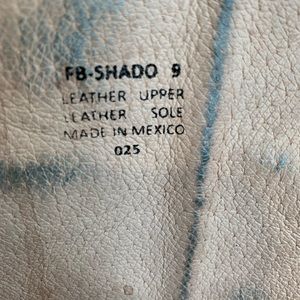 FB-SHADO 9
LEATHER UPPER
LEATHER SOLE
MADE IN MEXICO
025